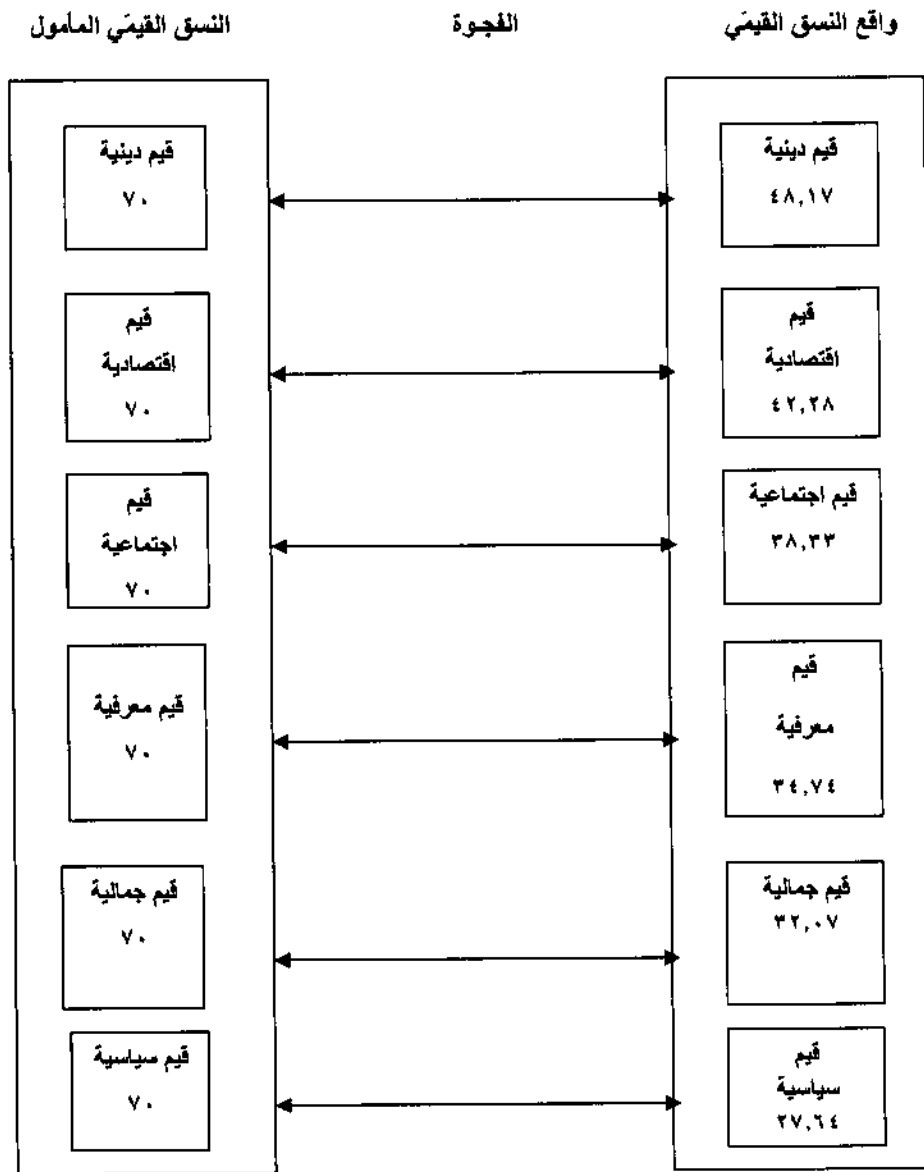 واقع النسق القيمي
الفجوة
النسق القيمي المأمول
قيم دينية
٤٨,١٧
قيم دينية
٧٠
قيم
اقتصادية
٤٢,٢٨
قيم
اقتصادية
٧٠
قيم اجتماعية
٣٨,٣٣
قيم
اجتماعية
٧٠
قيم
معرفية
٣٤,٧٤
قيم معرفية
٧٠
قيم جمالية
٣٢,٠٧
قيم جمالية
٧٠
قيم
سياسية
٢٧,٦٤
قيم سياسية
٧٠